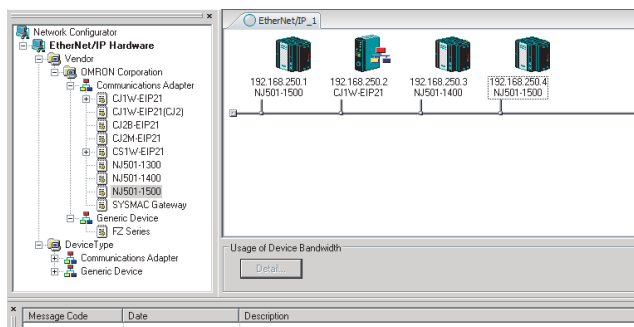 Network Configurator
EtherNet/IP Hardware
Vendor
OMRON Corporation
Communications Adapter
CJ1W-EIP21
CJ1W-EIP21(CJ2)
CJ2B-EIP21
CJ2M-EIP21
CS1W-EIP21
NJ501-1300
NJ501-1400
NJ501-1500
SYSMAC Gateway
Generic Device
FZ Series
DeviceType
Communications Adapter
Generic Device
EtherNet/IP_1
192.168.250.1
NJ501-1500
192.168.250.2
CJ1W-EIP21
192.168.250.3
NJ501-1400
192.168.250.4
NJ501-1500
Usage of Device Bandwidth
Detail...
Message Code Date Description